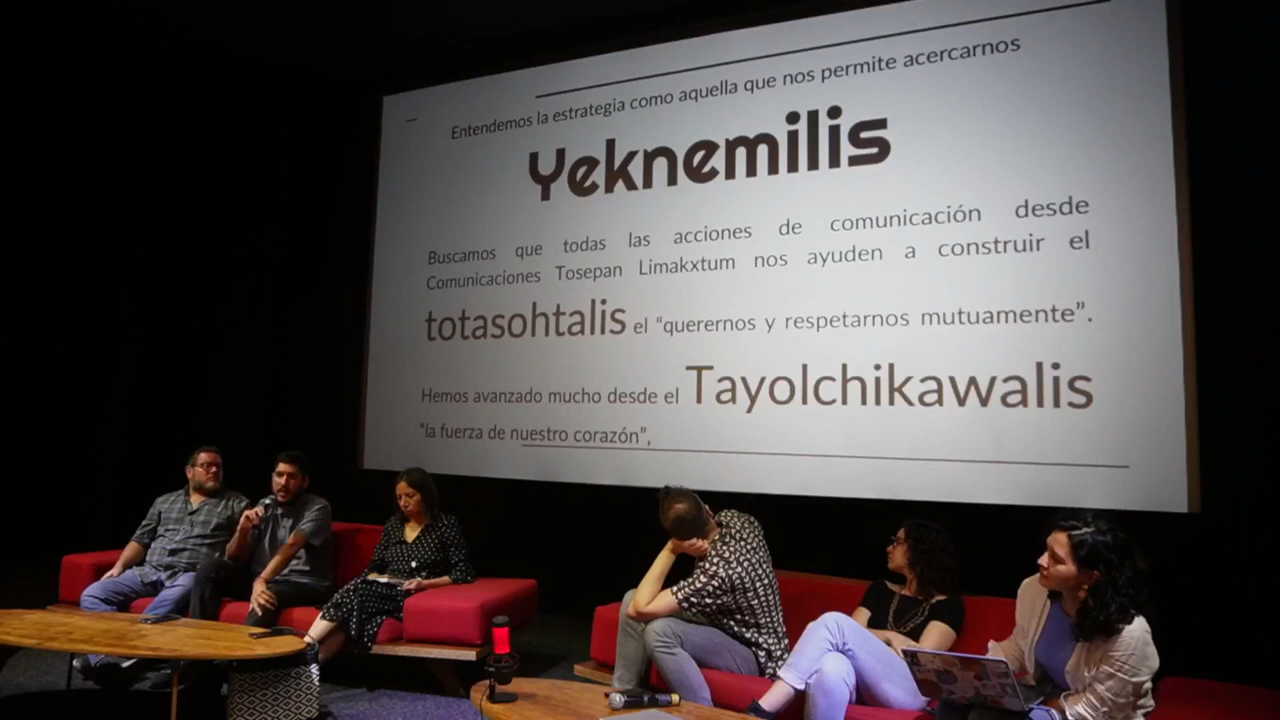 Entendemos la estrategia como aquella que nos permite acercarnos
Yeknemilis
Buscamos que todas las acciones de comunicación desde
Comunicaciones Tosepan Limakxtum nos ayuden a construir el
totasohtalis el “querernos y respetarnos mutuamente”.
Hemos avanzado mucho desde el Tayolchikawalis
“la fuerza de nuestro corazón”,